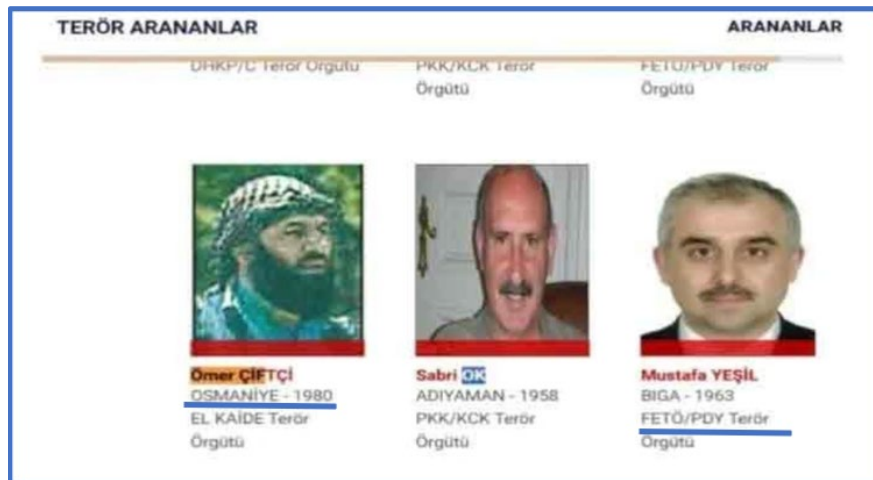 TERÖR ARANANLAR
ARANANLAR
DHKP/C Terör Örgütü
PKK/KCK Terör
Örgütü
FETÖ/PDY Terör
Örgütü
Ömer ÇİFTÇİ
OSMANİYE - 1980
EL KAİDE Terör
Örgütü
Sabri OK
ADIYAMAN - 1958
PKK/KCK Terör
Örgütü
Mustafa YEŞİL
BIGA - 1963
FETÖ/PDY Terör
Örgütü